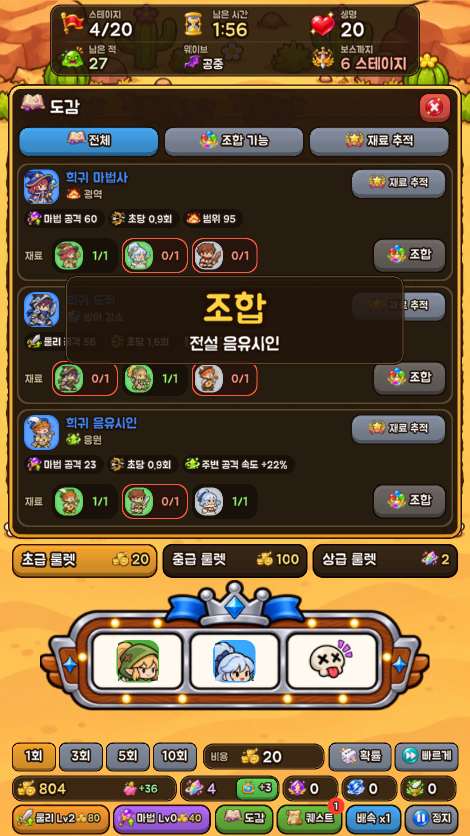 스테이지
4/20
남은 시간
1:56
생명
20
남은 적
27
웨이브
공중
보스까지
6 스테이지
도감
전체
조합 가능
재료 추적
희귀 마법사
광역
재료 추적
마법 공격 60
초당 0.9회
범위 95
재료
1/1
0/1
0/1
조합
희귀 도적
방어 감소
재료 추적
물리 공격 56
초당 1.6회
조합
전설 음유시인
재료
0/1
1/1
0/1
조합
희귀 음유시인
응원
재료 추적
마법 공격 23
초당 0.9회
주변 공격 속도 +22%
재료
1/1
0/1
1/1
조합
초급 룰렛
20
중급 룰렛
100
상급 룰렛
2
1회
3회
5회
10회
비용
20
확률
빠르게
804
+36
4
+3
0
0
0
물리 Lv2
80
마법 Lv0
40
도감
퀘스트
1
배속 x1
정지